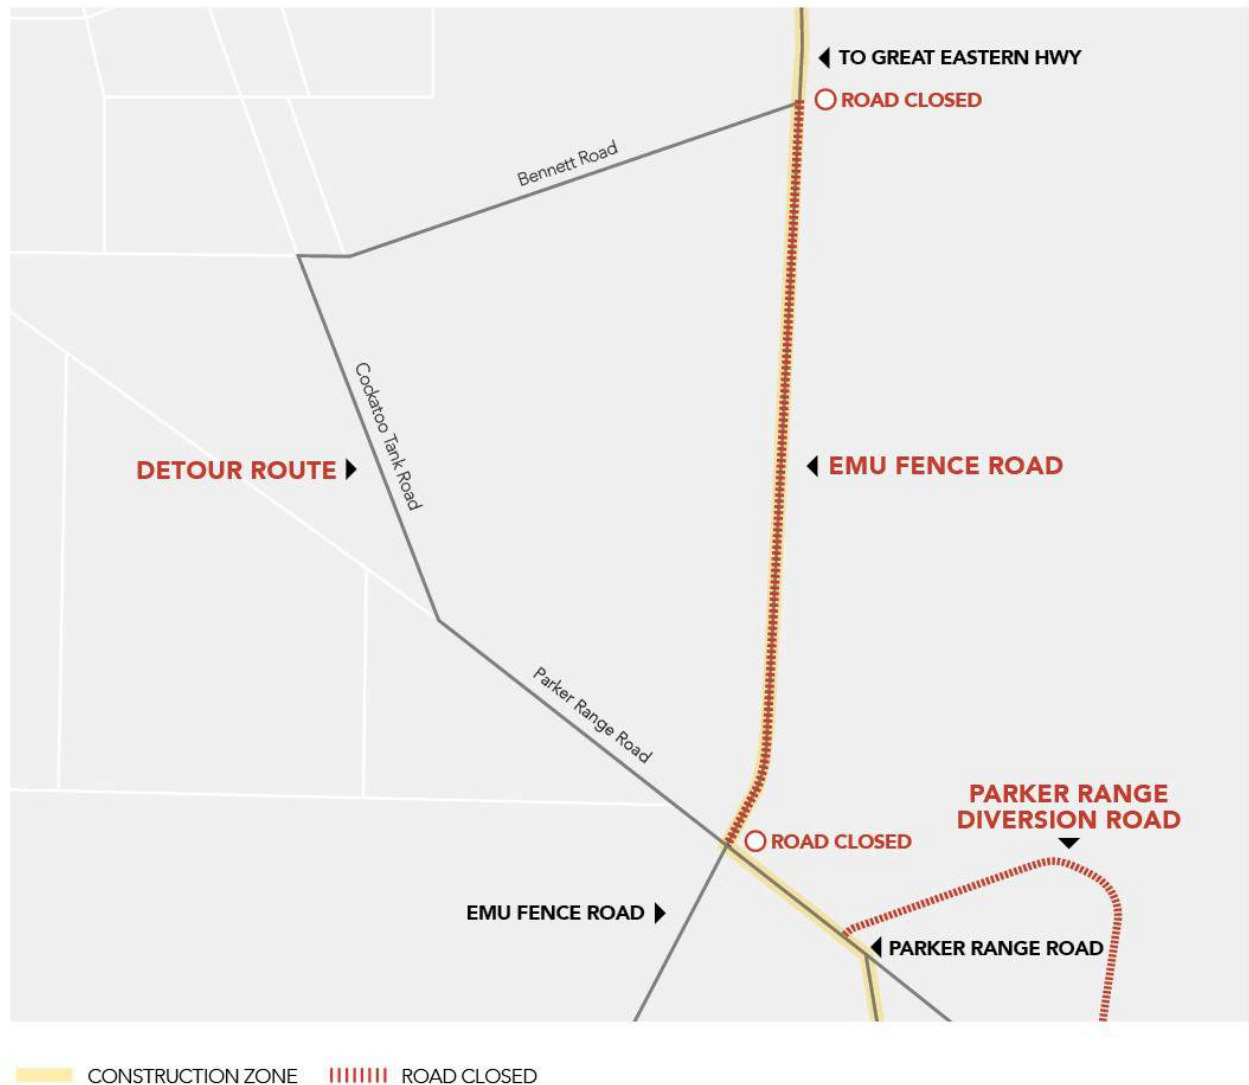 TO GREAT EASTERN HWY
ROAD CLOSED
Bennett Road
Cockatoo Tank Road
DETOUR ROUTE
EMU FENCE ROAD
Parker Range Road
PARKER RANGE
DIVERSION ROAD
ROAD CLOSED
EMU FENCE ROAD
PARKER RANGE ROAD
CONSTRUCTION ZONE
ROAD CLOSED